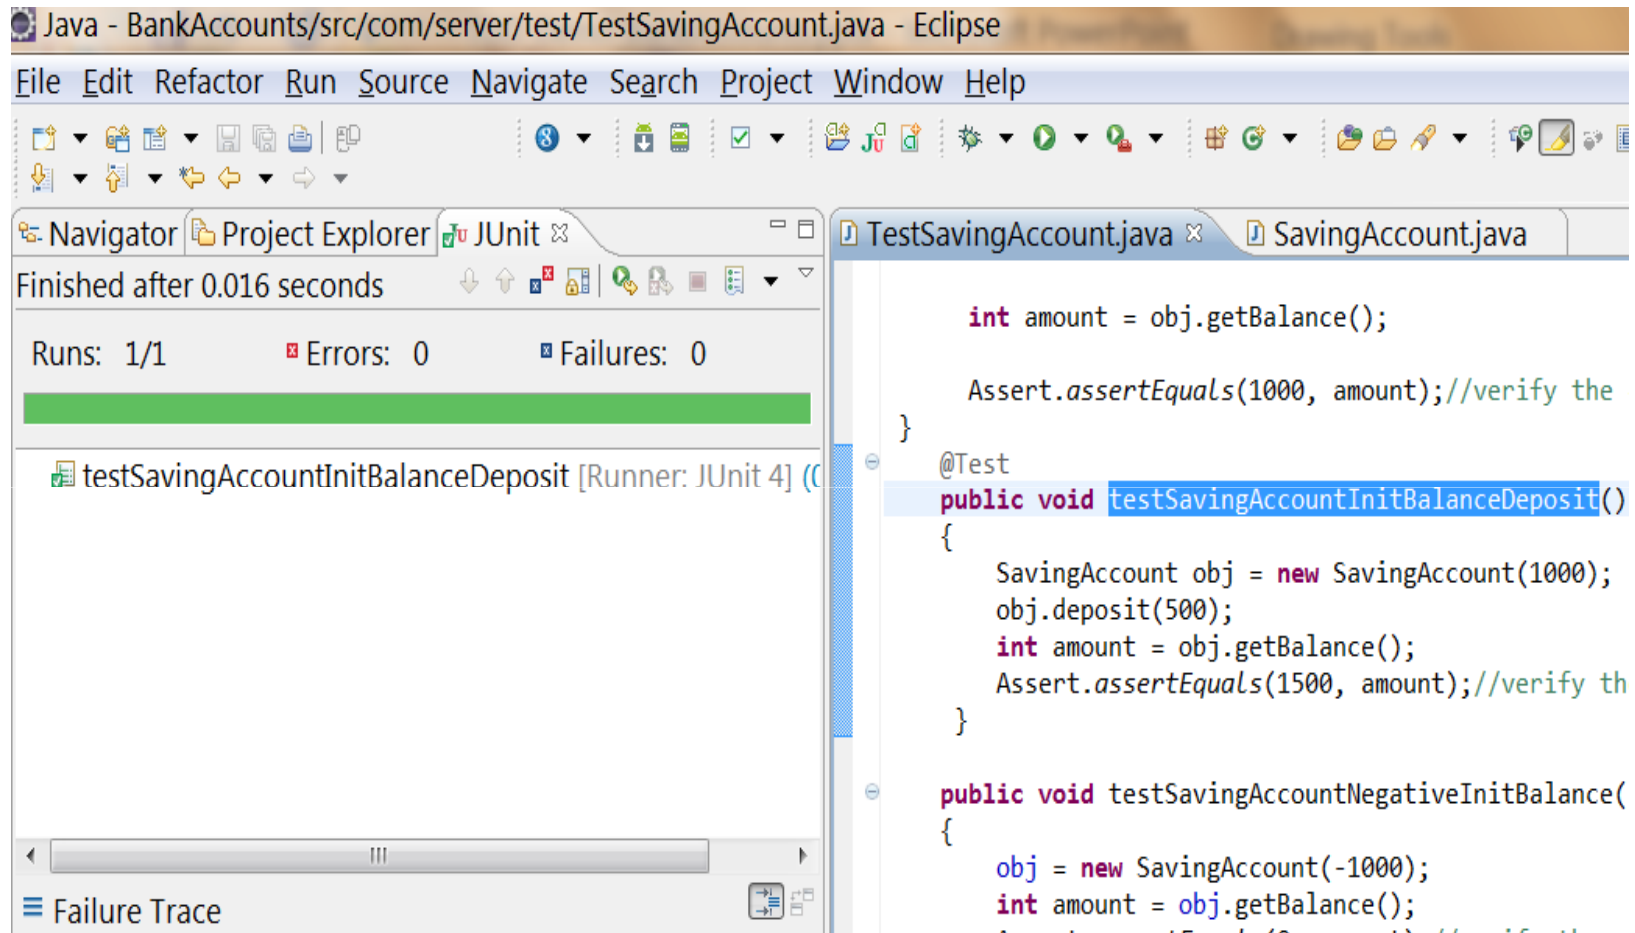 Java - BankAccounts/src/com/server/test/TestSavingAccount.java - Eclipse
File Edit Refactor Run Source Navigate Search Project Window Help
Navigator Project Explorer JUnit
Finished after 0.016 seconds
Runs: 1/1 Errors: 0 Failures: 0
testSavingAccountInitBalanceDeposit [Runner: JUnit 4] ((
Failure Trace
TestSavingAccount.java SavingAccount.java
int amount = obj.getBalance();
Assert.assertEquals(1000, amount);//verify the
}
@Test
public void testSavingAccountInitBalanceDeposit()
{
SavingAccount obj = new SavingAccount(1000);
obj.deposit(500);
int amount = obj.getBalance();
Assert.assertEquals(1500, amount);//verify th
}
public void testSavingAccountNegativeInitBalance(
{
obj = new SavingAccount(-1000);
int amount = obj.getBalance();